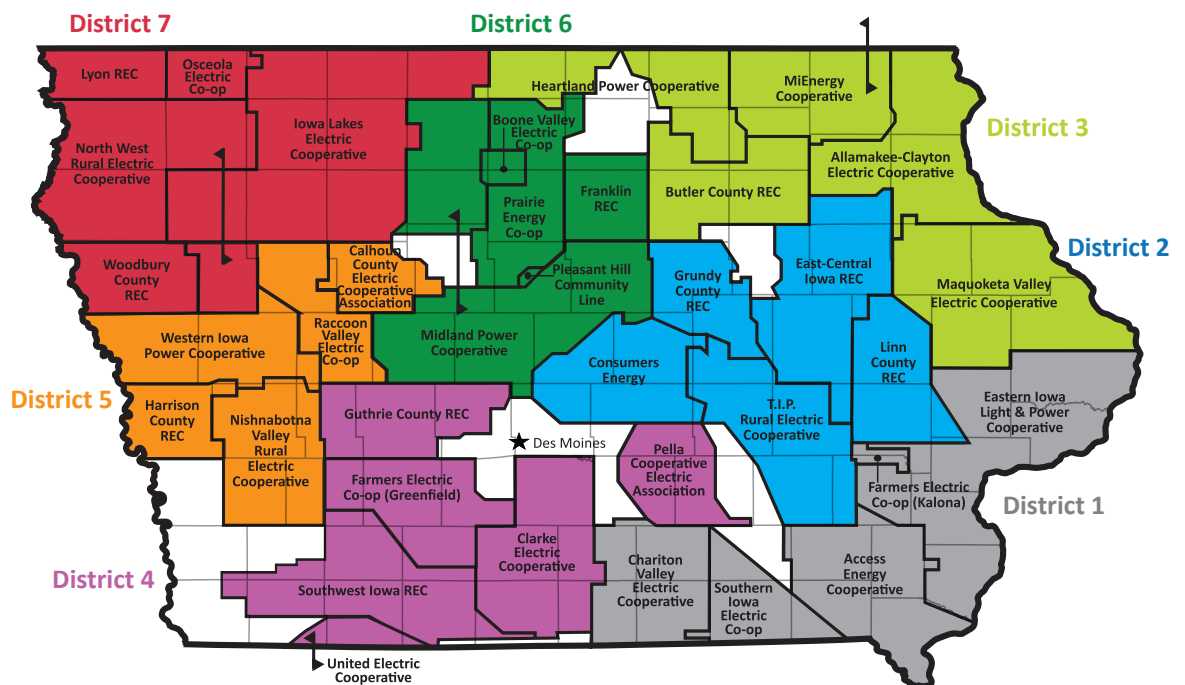 District 7
District 6
Lyon REC
Osceola
Electric
Co-op
Heartland Power Cooperative
MiEnergy
Cooperative
District 3
North West
Rural Electric
Cooperative
Iowa Lakes
Electric
Cooperative
Boone Valley
Electric
Co-op
Allamakee-Clayton
Electric Cooperative
Prairie
Energy
Co-op
Franklin
REC
Butler County REC
District 2
Woodbury
County
REC
Calhoun
County
Electric
Cooperative
Association
Pleasant Hill
Community
Line
Grundy
County
REC
East-Central
Iowa REC
Maquoketa Valley
Electric Cooperative
Western Iowa
Power Cooperative
Raccoon
Valley
Electric
Co-op
Midland Power
Cooperative
Consumers
Energy
Linn
County
REC
District 5
Harrison
County
REC
Nishnabotna
Valley
Rural
Electric
Cooperative
Guthrie County REC
Des Moines
T.I.P.
Rural Electric
Cooperative
Eastern Iowa
Light & Power
Cooperative
Farmers Electric
Co-op (Greenfield)
Pella
Cooperative
Electric
Association
Farmers Electric
Co-op (Kalona)
District 1
District 4
Southwest Iowa REC
Clarke
Electric
Cooperative
Chariton
Valley
Electric
Cooperative
Southern
Iowa
Electric
Co-op
Access
Energy
Cooperative
United Electric
Cooperative